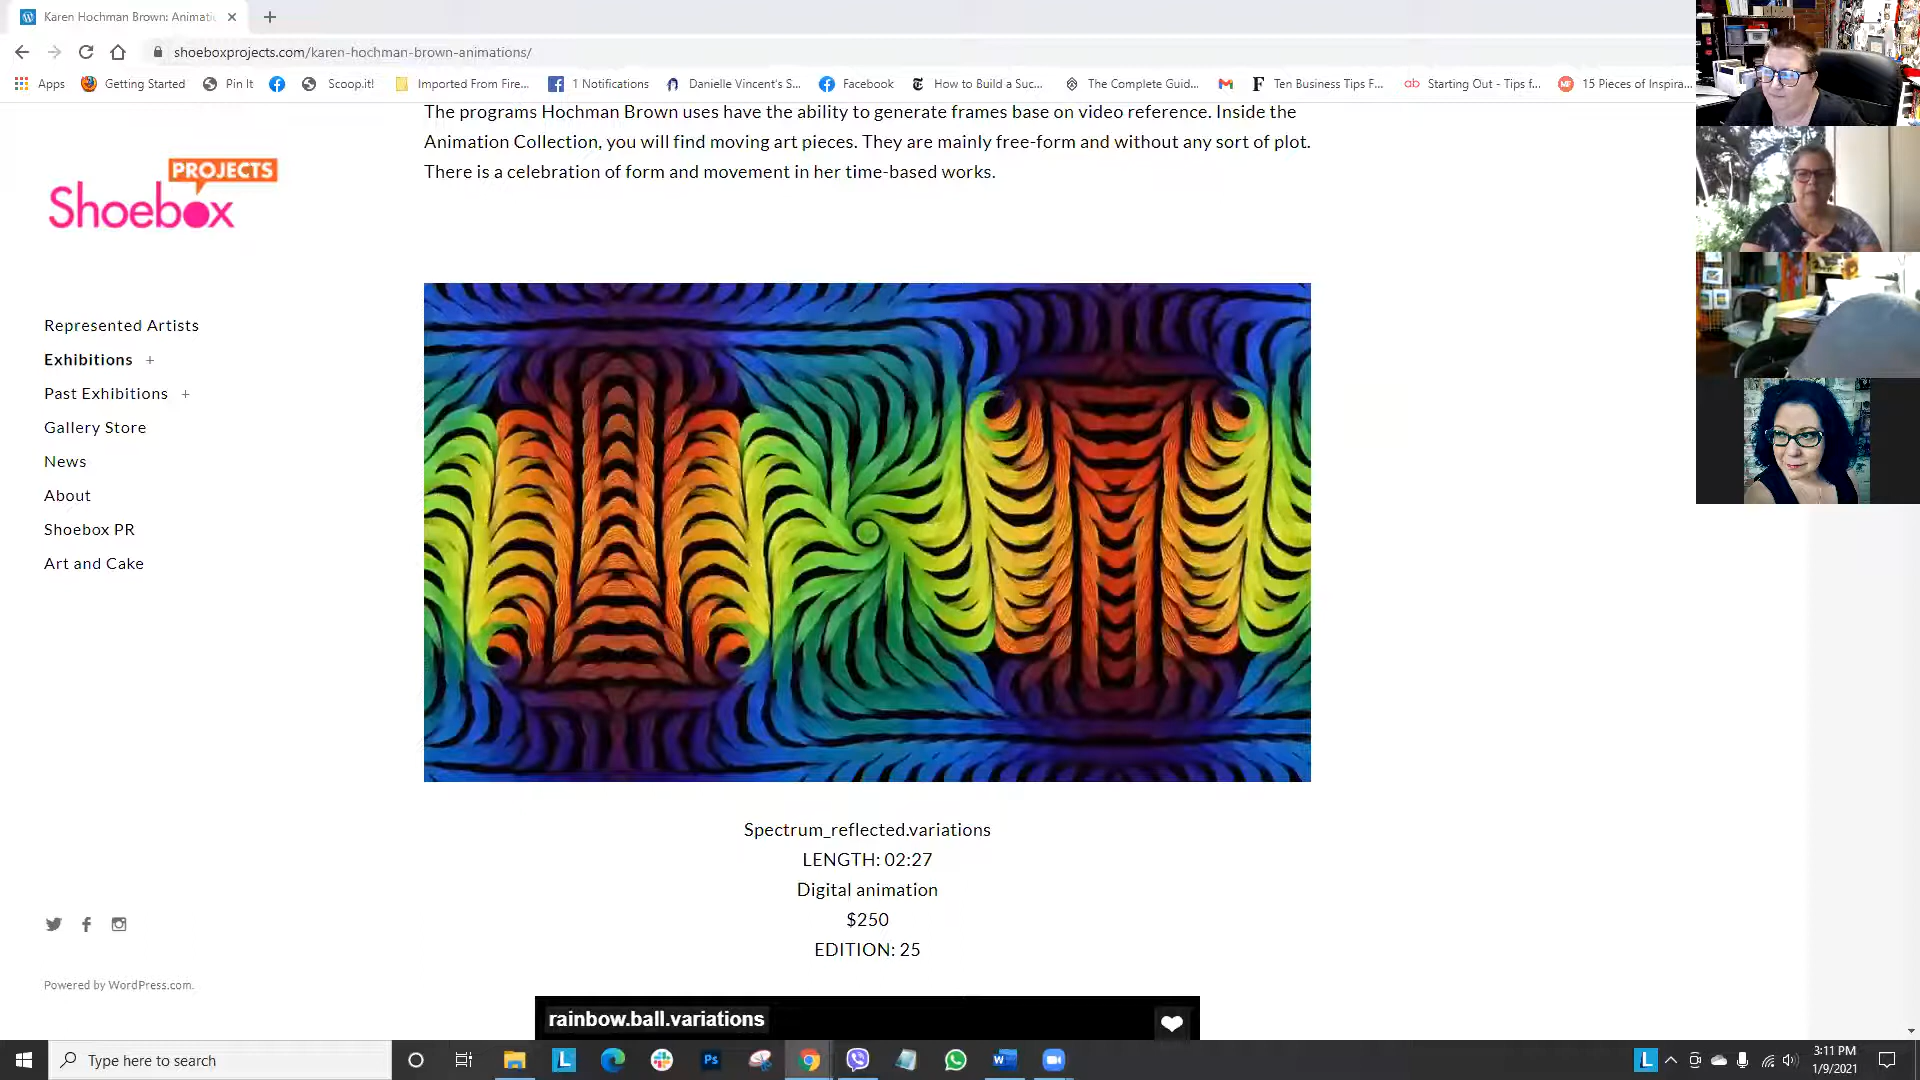 Karen Hochman Brown: Animatio
shoeboxprojects.com/karen-hochman-brown-animations/
Apps Getting Started Pin It Scoop.it! Imported From Fire... 1 Notifications Danielle Vincent's S... Facebook How to Build a Suc... The Complete Guid... Ten Business Tips F... Starting Out - Tips f... 15 Pieces of Inspira...
The programs Hochman Brown uses have the ability to generate frames base on video reference. Inside the
Animation Collection, you will find moving art pieces. They are mainly free-form and without any sort of plot.
There is a celebration of form and movement in her time-based works.
PROJECTS
Shoebox
Represented Artists
Exhibitions +
Past Exhibitions +
Gallery Store
News
About
Shoebox PR
Art and Cake
Spectrum_reflected.variations
LENGTH: 02:27
Digital animation
$250
EDITION: 25
Powered by WordPress.com.
rainbow.ball.variations
Type here to search
3:11 PM
1/9/2021